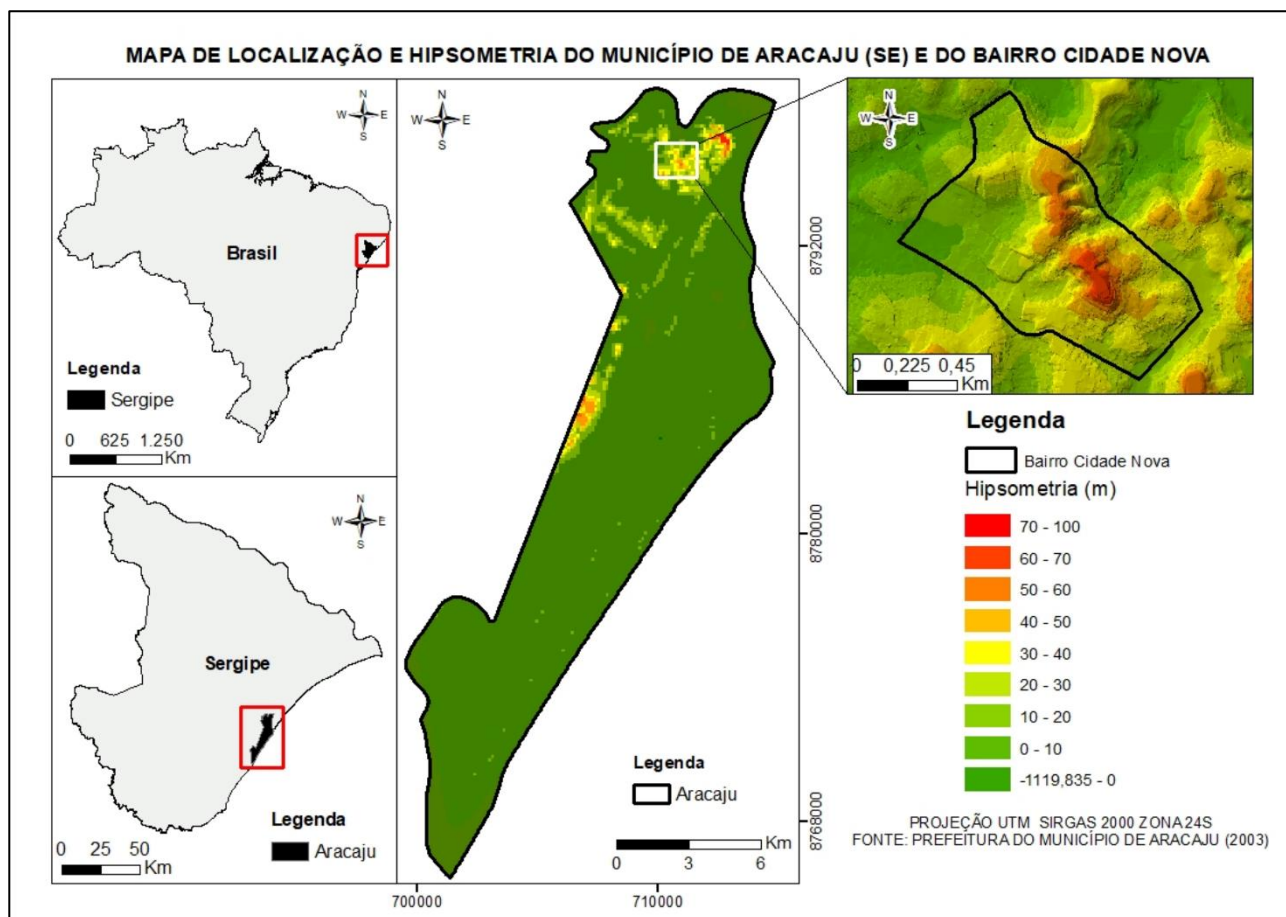 MAPA DE LOCALIZAÇÃO E HIPSOMETRIA DO MUNICÍPIO DE ARACAJU (SE) E DO BAIRRO CIDADE NOVA
N
W E
S
Brasil
Legenda
Sergipe
0 625 1.250
Km
N
W E
S
Sergipe
Legenda
Aracaju
0 25 50
Km
N
W E
S
Legenda
Aracaju
Km
0 3 6
700000
710000
8792000
8780000
8768000
N
W E
S
0 0,225 0,45
Km
Legenda
Bairro Cidade Nova
Hipsometria (m)
70 - 100
60 - 70
50 - 60
40 - 50
30 - 40
20 - 30
10 - 20
0 - 10
-1119,835 - 0
PROJEÇÃO UTM SIRGAS 2000 ZONA 24S
FONTE: PREFEITURA DO MUNICÍPIO DE ARACAJU (2003)